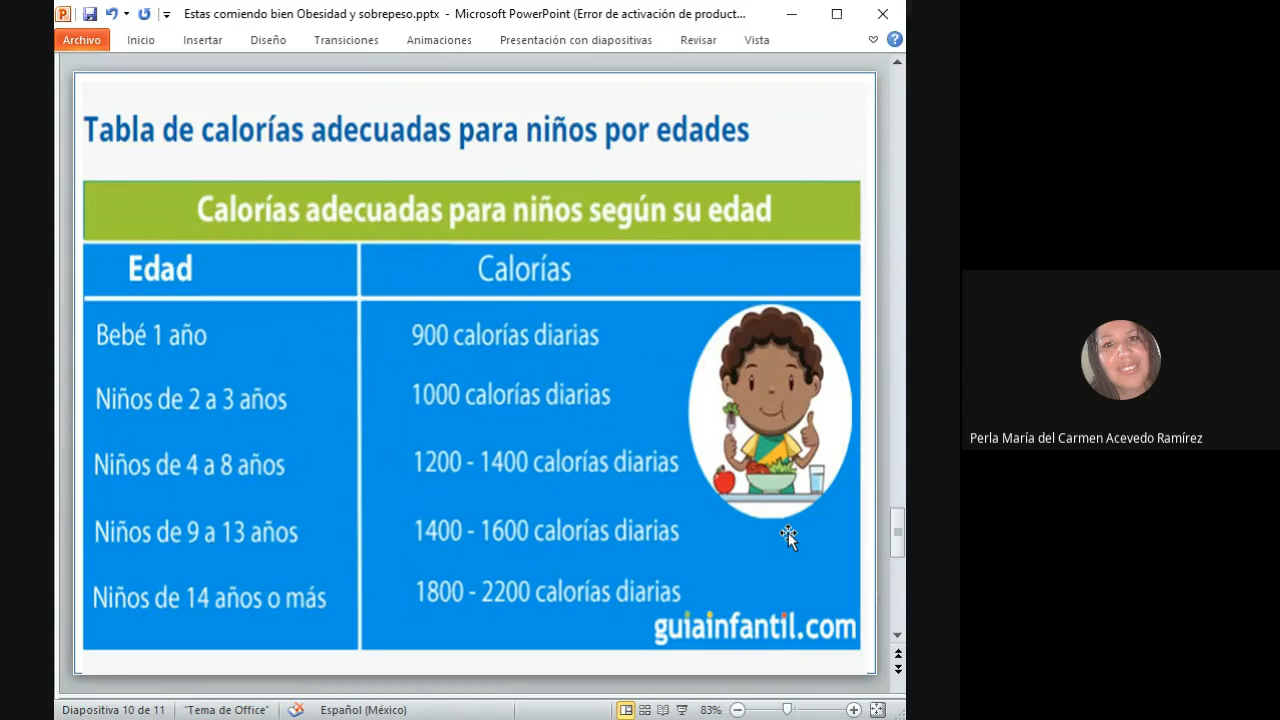 Estas comiendo bien Obesidad y sobrepeso.pptx - Microsoft PowerPoint (Error de activación de product...
Archivo Inicio Insertar Diseño Transiciones Animaciones Presentación con diapositivas Revisar Vista
Tabla de calorías adecuadas para niños por edades
Calorías adecuadas para niños según su edad
Edad Calorías
Bebé 1 año 900 calorías diarias
Niños de 2 a 3 años 1000 calorías diarias
Niños de 4 a 8 años 1200 - 1400 calorías diarias
Niños de 9 a 13 años 1400 - 1600 calorías diarias
Niños de 14 años o más 1800 - 2200 calorías diarias
guiainfantil.com
Perla María del Carmen Acevedo Ramírez
Diapositiva 10 de 11 "Tema de Office" Español (México) 83%